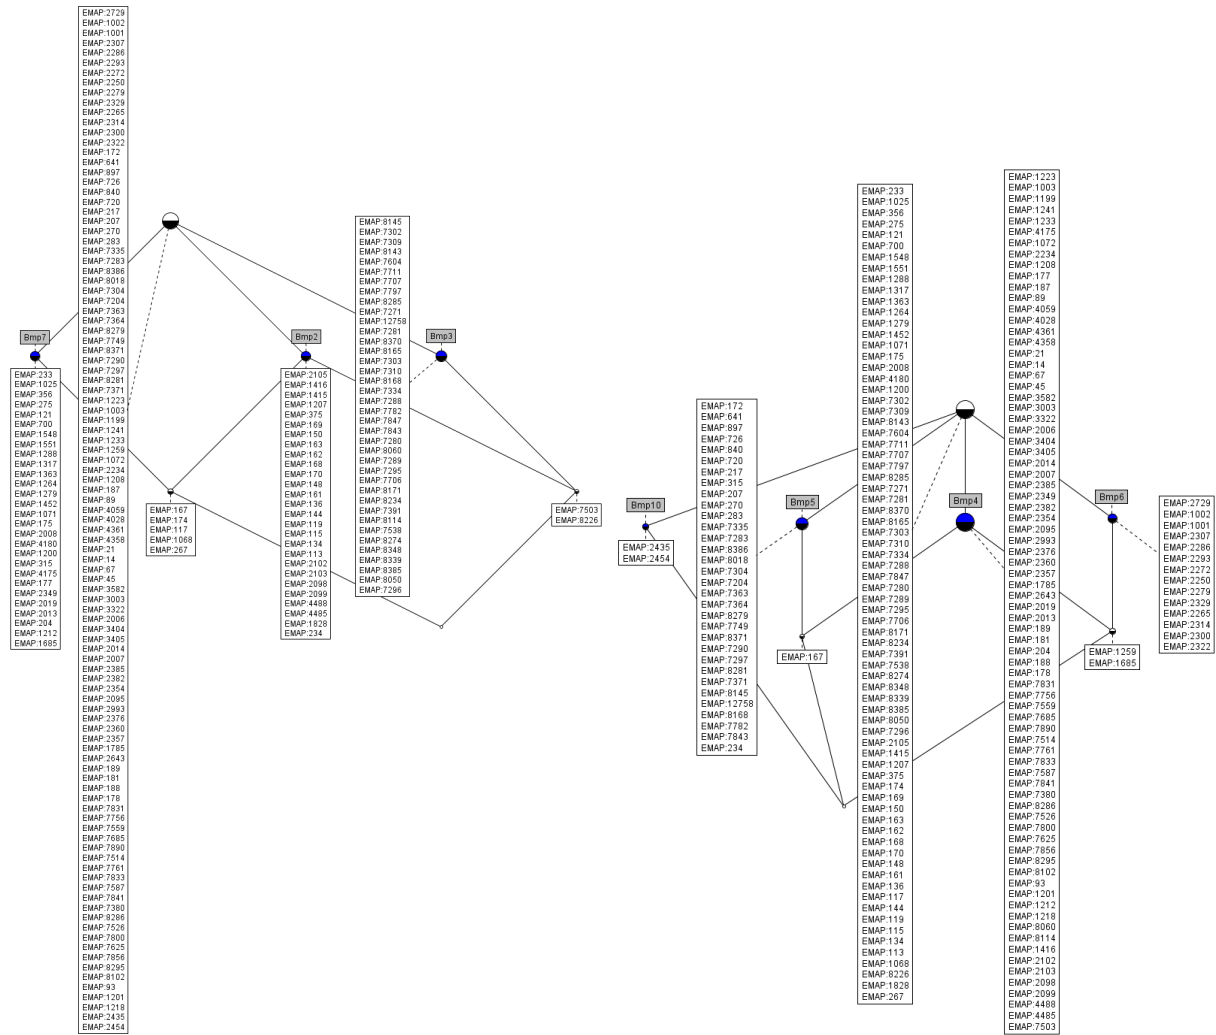 Bmp7
EMAP:233
EMAP:1025
EMAP:356
EMAP:275
EMAP:121
EMAP:700
EMAP:1548
EMAP:1551
EMAP:1288
EMAP:1317
EMAP:1363
EMAP:1264
EMAP:1279
EMAP:1452
EMAP:1071
EMAP:175
EMAP:2008
EMAP:4180
EMAP:1200
EMAP:315
EMAP:4175
EMAP:177
EMAP:2349
EMAP:2019
EMAP:2013
EMAP:204
EMAP:1212
EMAP:1685
EMAP:2729
EMAP:1002
EMAP:1001
EMAP:2307
EMAP:2286
EMAP:2293
EMAP:2272
EMAP:2250
EMAP:2279
EMAP:2329
EMAP:2265
EMAP:2314
EMAP:2300
EMAP:2322
EMAP:172
EMAP:641
EMAP:897
EMAP:726
EMAP:840
EMAP:720
EMAP:217
EMAP:207
EMAP:270
EMAP:283
EMAP:7335
EMAP:7283
EMAP:8386
EMAP:8018
EMAP:7304
EMAP:7204
EMAP:7363
EMAP:7364
EMAP:8279
EMAP:7749
EMAP:8371
EMAP:7290
EMAP:7297
EMAP:8281
EMAP:7371
EMAP:1223
EMAP:1003
EMAP:1199
EMAP:1241
EMAP:1233
EMAP:1259
EMAP:1072
EMAP:2234
EMAP:1208
EMAP:187
EMAP:89
EMAP:4059
EMAP:4028
EMAP:4361
EMAP:4358
EMAP:21
EMAP:14
EMAP:67
EMAP:45
EMAP:3582
EMAP:3003
EMAP:3322
EMAP:2006
EMAP:3404
EMAP:3405
EMAP:2014
EMAP:2007
EMAP:2385
EMAP:2382
EMAP:2354
EMAP:2095
EMAP:2993
EMAP:2376
EMAP:2360
EMAP:2357
EMAP:1785
EMAP:2643
EMAP:189
EMAP:181
EMAP:188
EMAP:178
EMAP:7831
EMAP:7756
EMAP:7559
EMAP:7685
EMAP:7890
EMAP:7514
EMAP:7761
EMAP:7833
EMAP:7587
EMAP:7841
EMAP:7380
EMAP:8286
EMAP:7526
EMAP:7800
EMAP:7625
EMAP:7856
EMAP:8295
EMAP:8102
EMAP:93
EMAP:1201
EMAP:1218
EMAP:2435
EMAP:2454
EMAP:167
EMAP:174
EMAP:117
EMAP:1068
EMAP:267
Bmp2
EMAP:2105
EMAP:1416
EMAP:1415
EMAP:1207
EMAP:375
EMAP:169
EMAP:150
EMAP:163
EMAP:162
EMAP:168
EMAP:170
EMAP:148
EMAP:161
EMAP:136
EMAP:144
EMAP:119
EMAP:115
EMAP:134
EMAP:113
EMAP:2102
EMAP:2103
EMAP:2098
EMAP:2099
EMAP:4488
EMAP:4485
EMAP:1828
EMAP:234
EMAP:8145
EMAP:7302
EMAP:7309
EMAP:8143
EMAP:7604
EMAP:7711
EMAP:7707
EMAP:7797
EMAP:8285
EMAP:7271
EMAP:12758
EMAP:7281
EMAP:8370
EMAP:8165
EMAP:7303
EMAP:7310
EMAP:8168
EMAP:7334
EMAP:7288
EMAP:7782
EMAP:7847
EMAP:7843
EMAP:7280
EMAP:8060
EMAP:7289
EMAP:7295
EMAP:7706
EMAP:8171
EMAP:8234
EMAP:7391
EMAP:8114
EMAP:7538
EMAP:8274
EMAP:8348
EMAP:8339
EMAP:8385
EMAP:8050
EMAP:7296
Bmp3
EMAP:7503
EMAP:8226
Bmp10
EMAP:2435
EMAP:2454
EMAP:172
EMAP:641
EMAP:897
EMAP:726
EMAP:840
EMAP:720
EMAP:217
EMAP:315
EMAP:207
EMAP:270
EMAP:283
EMAP:7335
EMAP:7283
EMAP:8386
EMAP:8018
EMAP:7304
EMAP:7204
EMAP:7363
EMAP:7364
EMAP:8279
EMAP:7749
EMAP:8371
EMAP:7290
EMAP:7297
EMAP:8281
EMAP:7371
EMAP:8145
EMAP:12758
EMAP:8168
EMAP:7782
EMAP:7843
EMAP:234
Bmp5
EMAP:167
EMAP:233
EMAP:1025
EMAP:356
EMAP:275
EMAP:121
EMAP:700
EMAP:1548
EMAP:1551
EMAP:1288
EMAP:1317
EMAP:1363
EMAP:1264
EMAP:1279
EMAP:1452
EMAP:1071
EMAP:175
EMAP:2008
EMAP:4180
EMAP:1200
EMAP:7302
EMAP:7309
EMAP:8143
EMAP:7604
EMAP:7711
EMAP:7707
EMAP:7797
EMAP:8285
EMAP:7271
EMAP:7281
EMAP:8370
EMAP:8165
EMAP:7303
EMAP:7310
EMAP:7334
EMAP:7288
EMAP:7847
EMAP:7280
EMAP:7289
EMAP:7295
EMAP:7706
EMAP:8171
EMAP:8234
EMAP:7391
EMAP:7538
EMAP:8274
EMAP:8348
EMAP:8339
EMAP:8385
EMAP:8050
EMAP:7296
EMAP:2105
EMAP:1415
EMAP:1207
EMAP:375
EMAP:174
EMAP:169
EMAP:150
EMAP:163
EMAP:162
EMAP:168
EMAP:170
EMAP:148
EMAP:161
EMAP:136
EMAP:117
EMAP:144
EMAP:119
EMAP:115
EMAP:134
EMAP:113
EMAP:1068
EMAP:8226
EMAP:1828
EMAP:267
Bmp4
EMAP:1223
EMAP:1003
EMAP:1199
EMAP:1241
EMAP:1233
EMAP:4175
EMAP:1072
EMAP:2234
EMAP:1208
EMAP:177
EMAP:187
EMAP:89
EMAP:4059
EMAP:4028
EMAP:4361
EMAP:4358
EMAP:21
EMAP:14
EMAP:67
EMAP:45
EMAP:3582
EMAP:3003
EMAP:3322
EMAP:2006
EMAP:3404
EMAP:3405
EMAP:2014
EMAP:2007
EMAP:2385
EMAP:2349
EMAP:2382
EMAP:2354
EMAP:2095
EMAP:2993
EMAP:2376
EMAP:2360
EMAP:2357
EMAP:1785
EMAP:2643
EMAP:2019
EMAP:2013
EMAP:189
EMAP:181
EMAP:204
EMAP:188
EMAP:178
EMAP:7831
EMAP:7756
EMAP:7559
EMAP:7685
EMAP:7890
EMAP:7514
EMAP:7761
EMAP:7833
EMAP:7587
EMAP:7841
EMAP:7380
EMAP:8286
EMAP:7526
EMAP:7800
EMAP:7625
EMAP:7856
EMAP:8295
EMAP:8102
EMAP:93
EMAP:1201
EMAP:1212
EMAP:1218
EMAP:8060
EMAP:8114
EMAP:1416
EMAP:2102
EMAP:2103
EMAP:2098
EMAP:2099
EMAP:4488
EMAP:4485
EMAP:7503
Bmp6
EMAP:1259
EMAP:1685
EMAP:2729
EMAP:1002
EMAP:1001
EMAP:2307
EMAP:2286
EMAP:2293
EMAP:2272
EMAP:2250
EMAP:2279
EMAP:2329
EMAP:2265
EMAP:2314
EMAP:2300
EMAP:2322